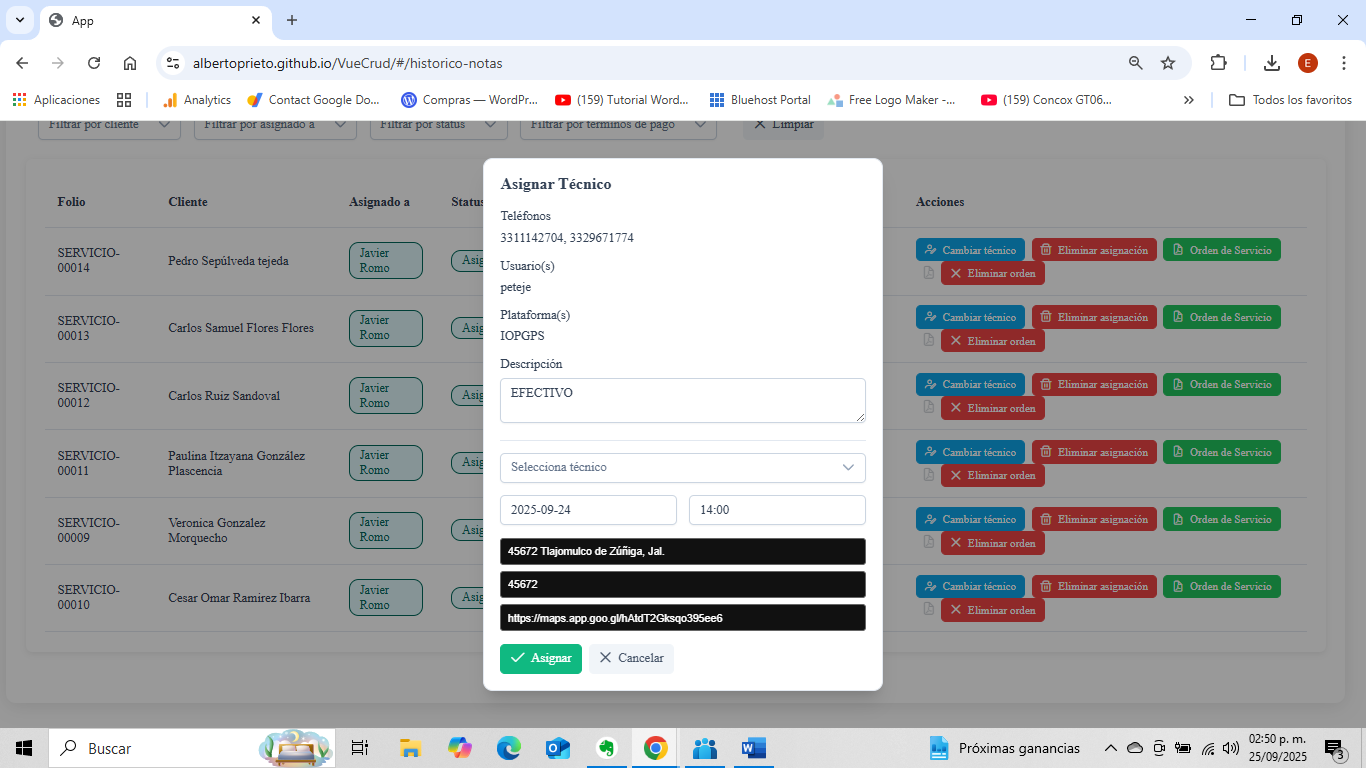 App
albertoprieto.github.io/VueCrud/#/historico-notas
E
Aplicaciones
Analytics
Contact Google Do...
Compras — WordPr...
(159) Tutorial Word...
Bluehost Portal
Free Logo Maker -...
(159) Concox GT06...
Todos los favoritos
Filtrar por cliente
Filtrar por asignado a
Filtrar por status
Filtrar por términos de pago
Limpiar
Folio Cliente Asignado a Status Acciones
SERVICIO-00014 Pedro Sepúlveda tejeda Javier Romo Asig Cambiar técnico Eliminar asignación Orden de Servicio Eliminar orden
SERVICIO-00013 Carlos Samuel Flores Flores Javier Romo Asig Cambiar técnico Eliminar asignación Orden de Servicio Eliminar orden
SERVICIO-00012 Carlos Ruiz Sandoval Javier Romo Asig Cambiar técnico Eliminar asignación Orden de Servicio Eliminar orden
SERVICIO-00011 Paulina Itzayana González Plascencia Javier Romo Asig Cambiar técnico Eliminar asignación Orden de Servicio Eliminar orden
SERVICIO-00009 Veronica Gonzalez Morquecho Javier Romo Asig Cambiar técnico Eliminar asignación Orden de Servicio Eliminar orden
SERVICIO-00010 Cesar Omar Ramirez Ibarra Javier Romo Asig Cambiar técnico Eliminar asignación Orden de Servicio Eliminar orden
Asignar Técnico
Teléfonos
3311142704, 3329671774
Usuario(s)
peteje
Plataforma(s)
IOPGPS
Descripción
EFECTIVO
Selecciona técnico
2025-09-24 14:00
45672 Tlajomulco de Zúñiga, Jal.
45672
https://maps.app.goo.gl/hAtdT2Gksqo395ee6
Asignar Cancelar
Buscar
Próximas ganancias
02:50 p. m.
25/09/2025
3